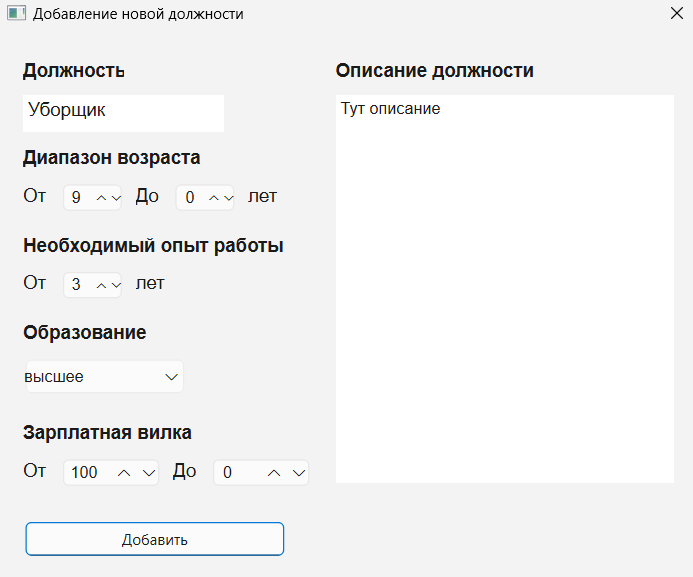 Добавление новой должности
Должность
Уборщик
Диапазон возраста
От 9 До 0 лет
Необходимый опыт работы
От 3 лет
Образование
высшее
Зарплатная вилка
От 100 До 0
Добавить
Описание должности
Тут описание